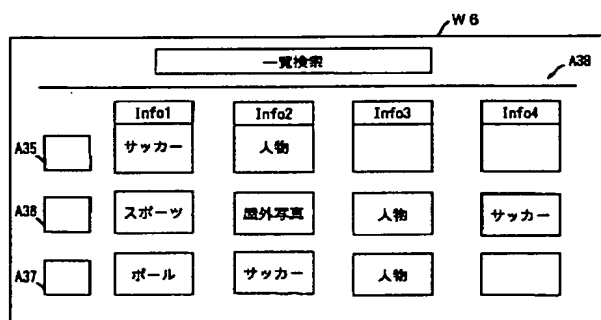 W6
一覧検索
A38
Info1 Info2 Info3 Info4
A35 サッカー 人物
A36 スポーツ 屋外写真 人物 サッカー
A37 ボール サッカー 人物